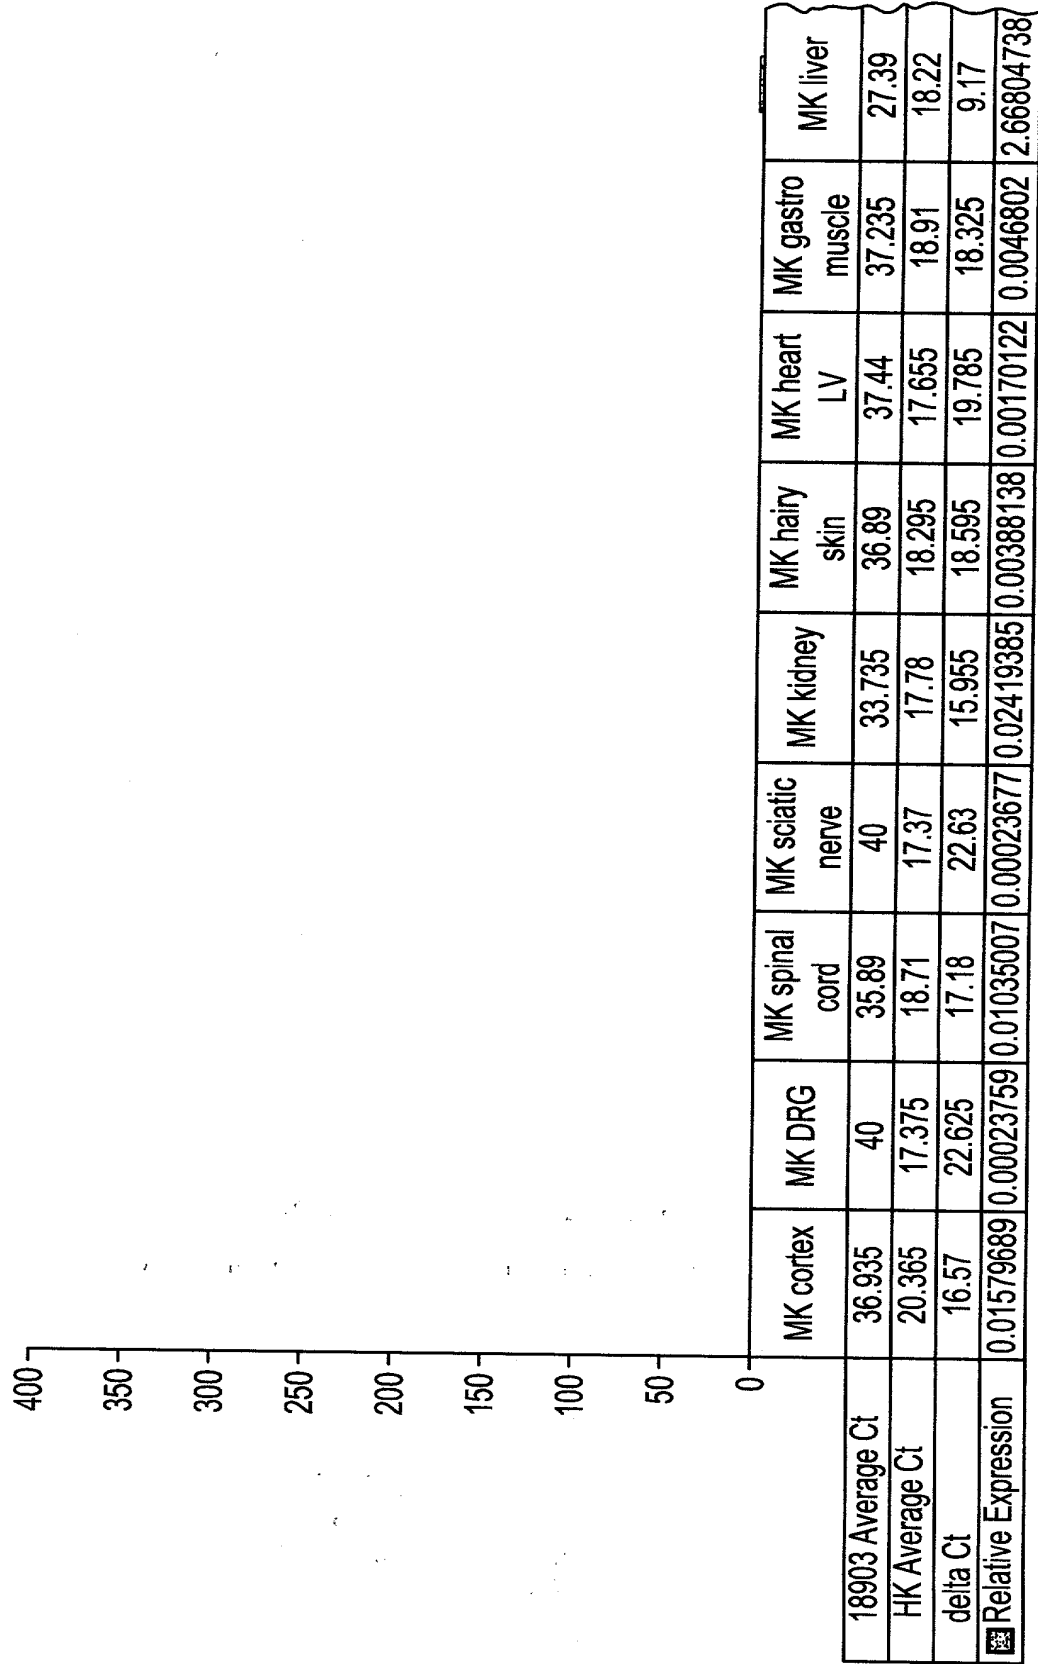 400
350
300
250
200
150
100
50
0
MK cortex MK DRG MK spinal cord MK sciatic nerve MK kidney MK hairy skin MK heart LV MK gastro muscle MK liver
18903 Average Ct 36.935 40 35.89 40 33.735 36.89 37.44 37.235 27.39
HK Average Ct 20.365 17.375 18.71 17.37 17.78 18.295 17.655 18.91 18.22
delta Ct 16.57 22.625 17.18 22.63 15.955 18.595 19.785 18.325 9.17
Relative Expression 0.01579689 0.00023759 0.01035007 0.00023677 0.02419385 0.00388138 0.00170122 0.0046802 2.66804738